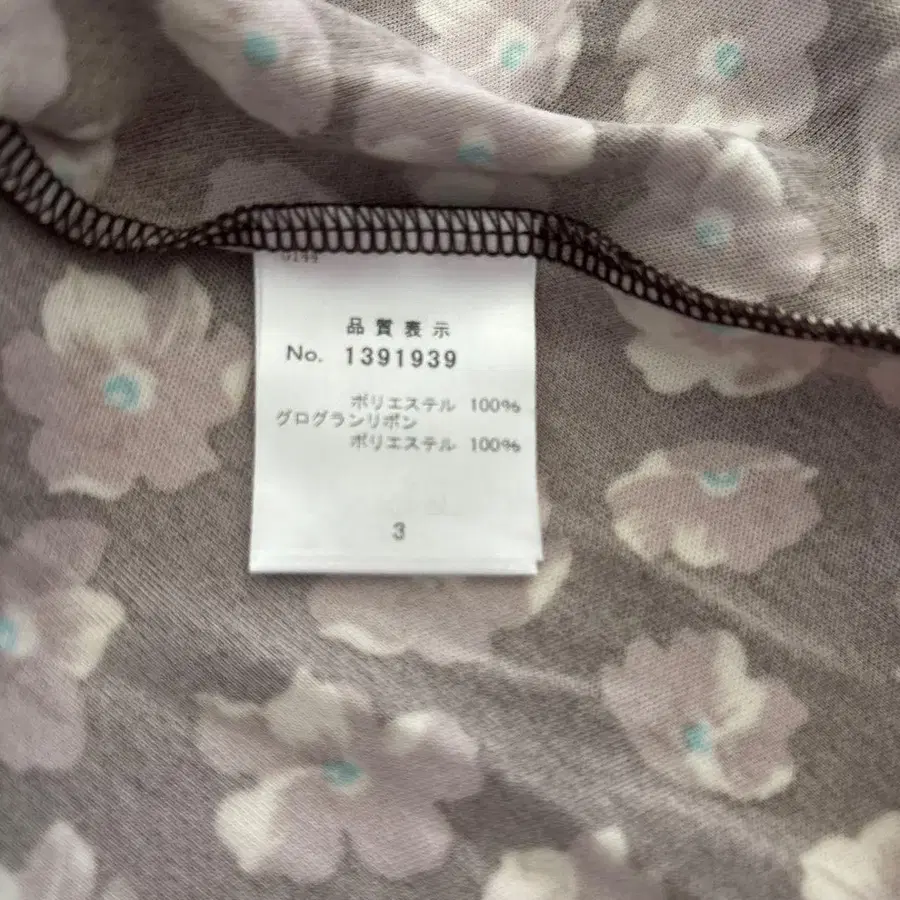 品質表示
No. 1391939
ポリエステル 100%
グログランリボン
ポリエステル 100%
3